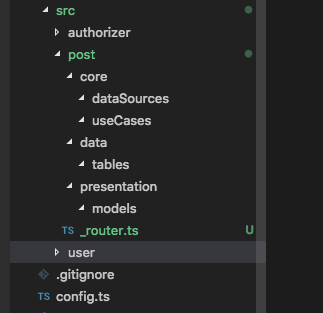 src
authorizer
post
core
dataSources
useCases
data
tables
presentation
models
TS _router.ts U
user
.gitignore
TS config.ts